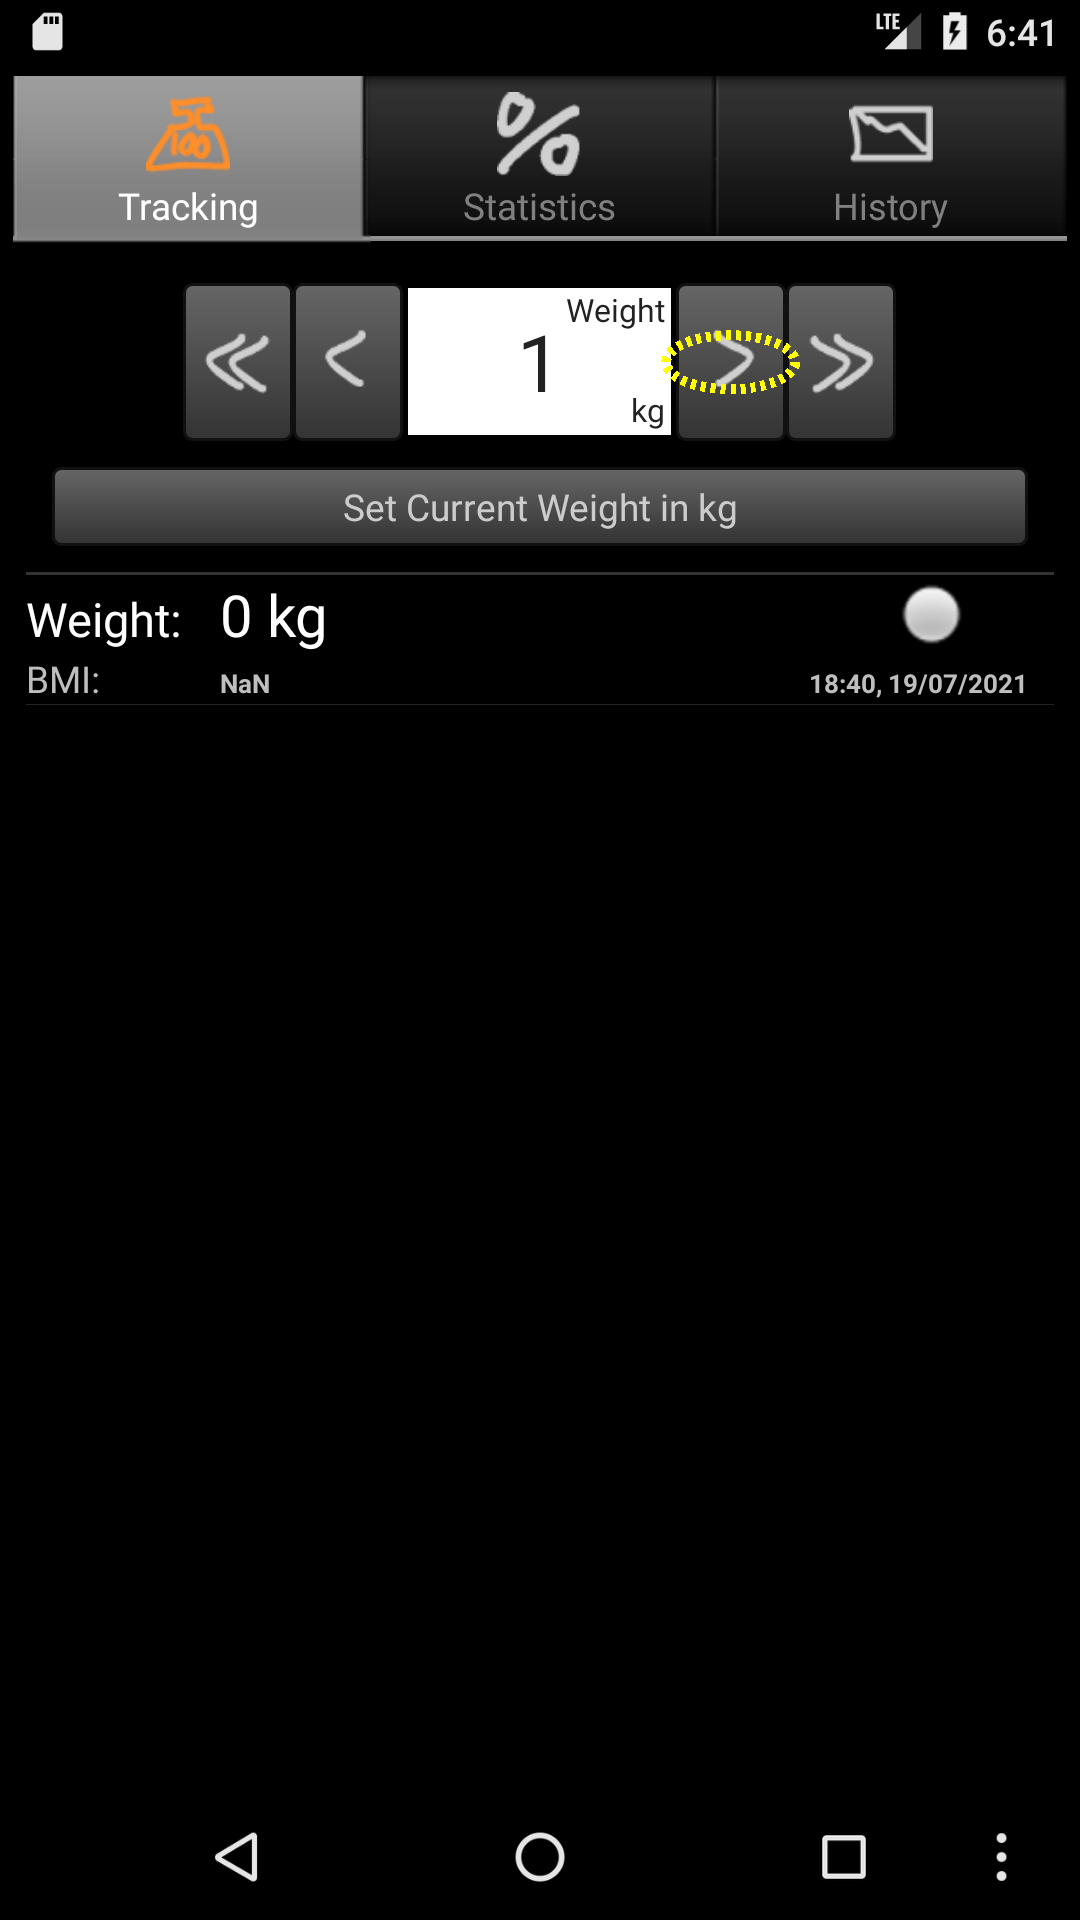 LTE 6:41
100
Tracking
Statistics
History
Weight
1
kg
Set Current Weight in kg
Weight: 0 kg
BMI: NaN 18:40, 19/07/2021